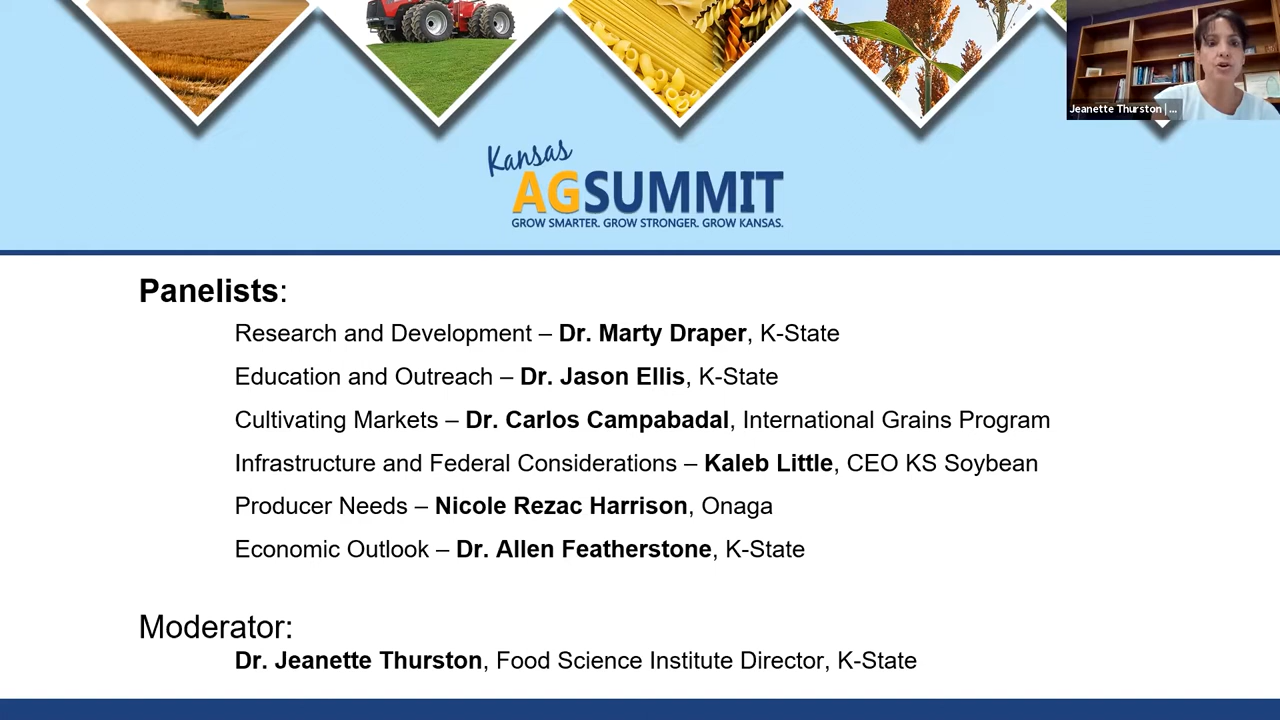 Jeanette Thurston | ...
Kansas
AGSUMMIT
GROW SMARTER. GROW STRONGER. GROW KANSAS.
Panelists:
Research and Development – Dr. Marty Draper, K-State
Education and Outreach – Dr. Jason Ellis, K-State
Cultivating Markets – Dr. Carlos Campabadal, International Grains Program
Infrastructure and Federal Considerations – Kaleb Little, CEO KS Soybean
Producer Needs – Nicole Rezac Harrison, Onaga
Economic Outlook – Dr. Allen Featherstone, K-State
Moderator:
Dr. Jeanette Thurston, Food Science Institute Director, K-State